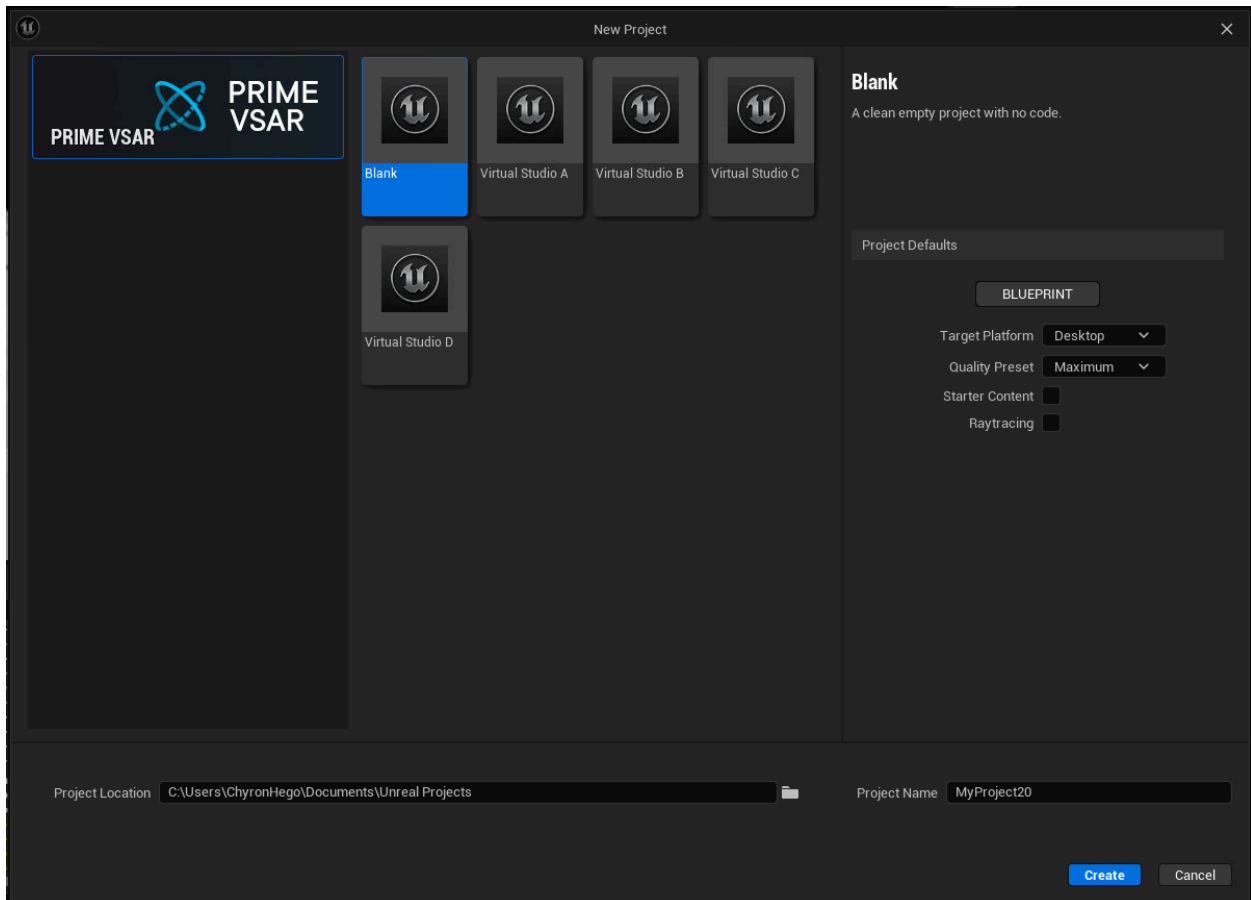 New Project
PRIME
VSAR
PRIME VSAR
Blank
Virtual Studio A
Virtual Studio B
Virtual Studio C
Virtual Studio D
Blank
A clean empty project with no code.
Project Defaults
BLUEPRINT
Target Platform Desktop
Quality Preset Maximum
Starter Content
Raytracing
Project Location C:\Users\ChyronHego\Documents\Unreal Projects
Project Name MyProject20
Create Cancel